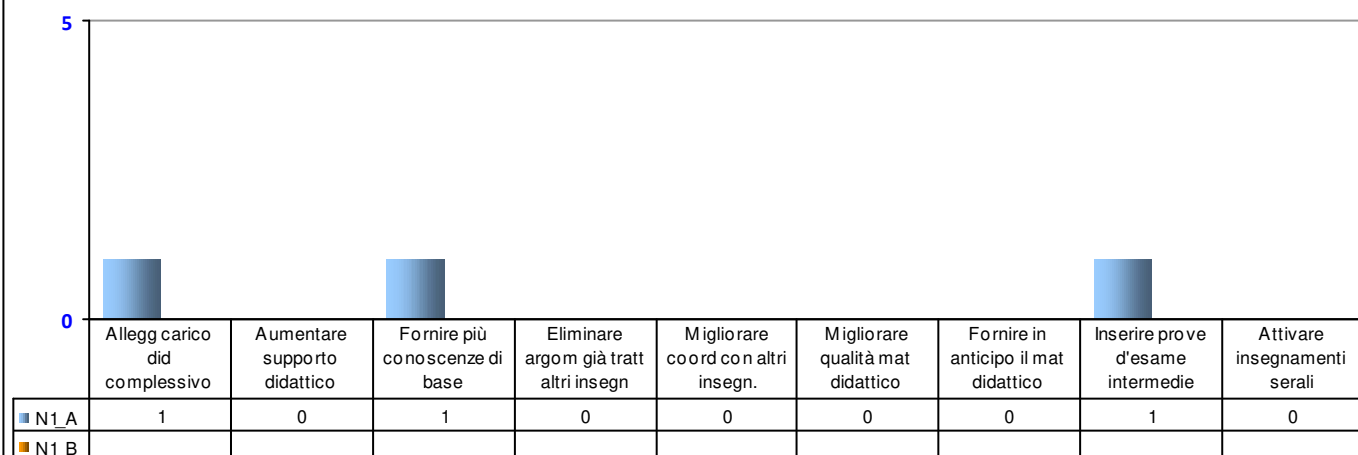 5
0
Allegg carico did complessivo
Aumentare supporto didattico
Fornire più conoscenze di base
Eliminare argom già tratt altri insegn
Migliorare coord con altri insegn.
Migliorare qualità mat didattico
Fornire in anticipo il mat didattico
Inserire prove d'esame intermedie
Attivare insegnamenti serali
N1_A 1 0 1 0 0 0 0 1 0
N1_B